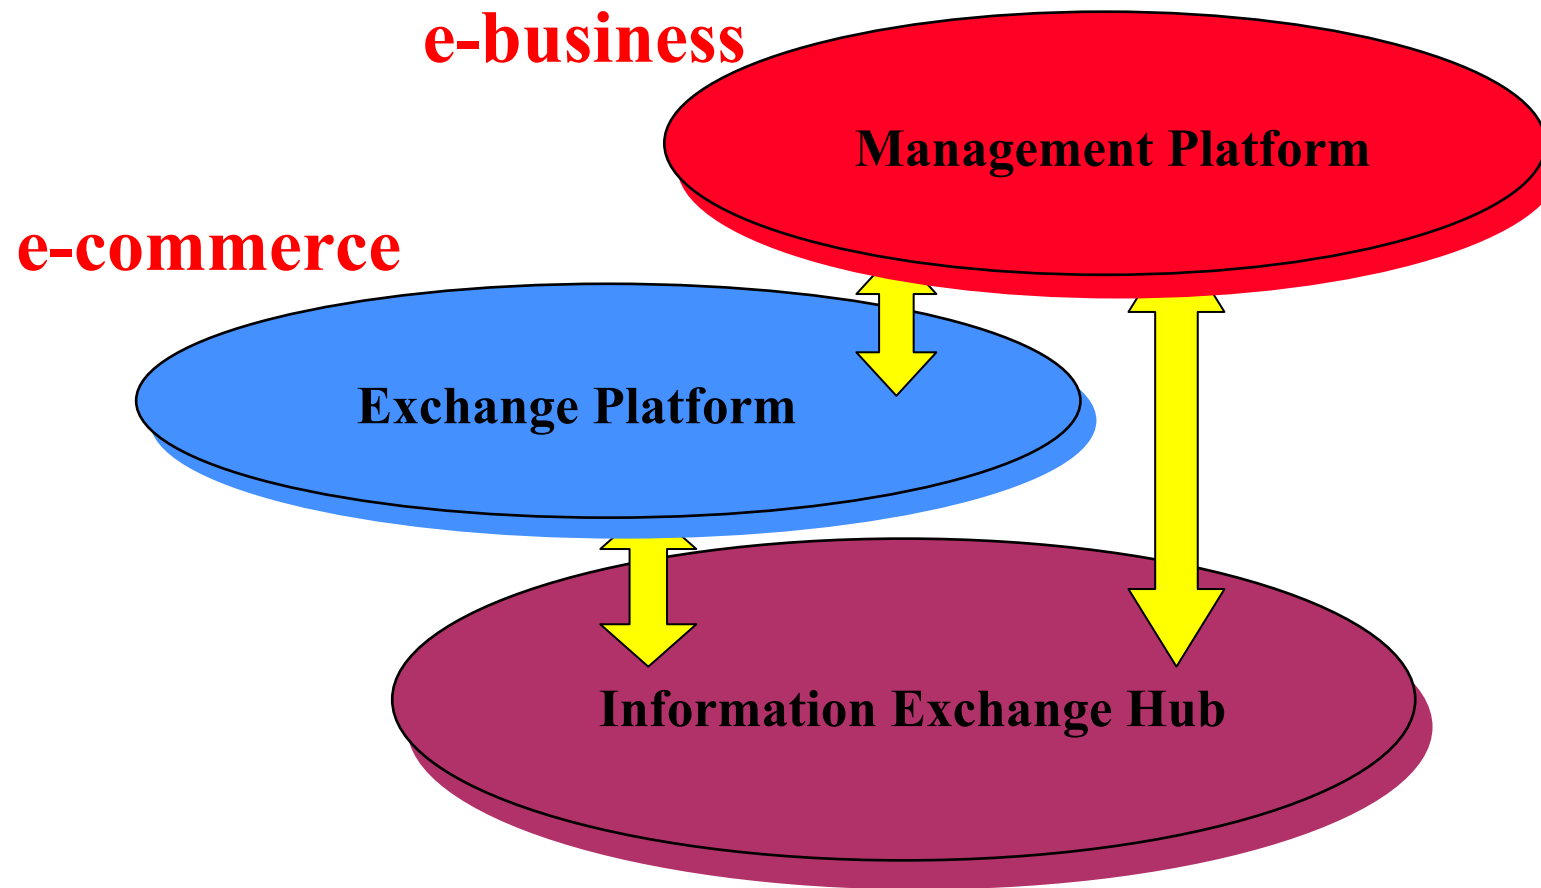 e-business
Management Platform
e-commerce
Exchange Platform
Information Exchange Hub